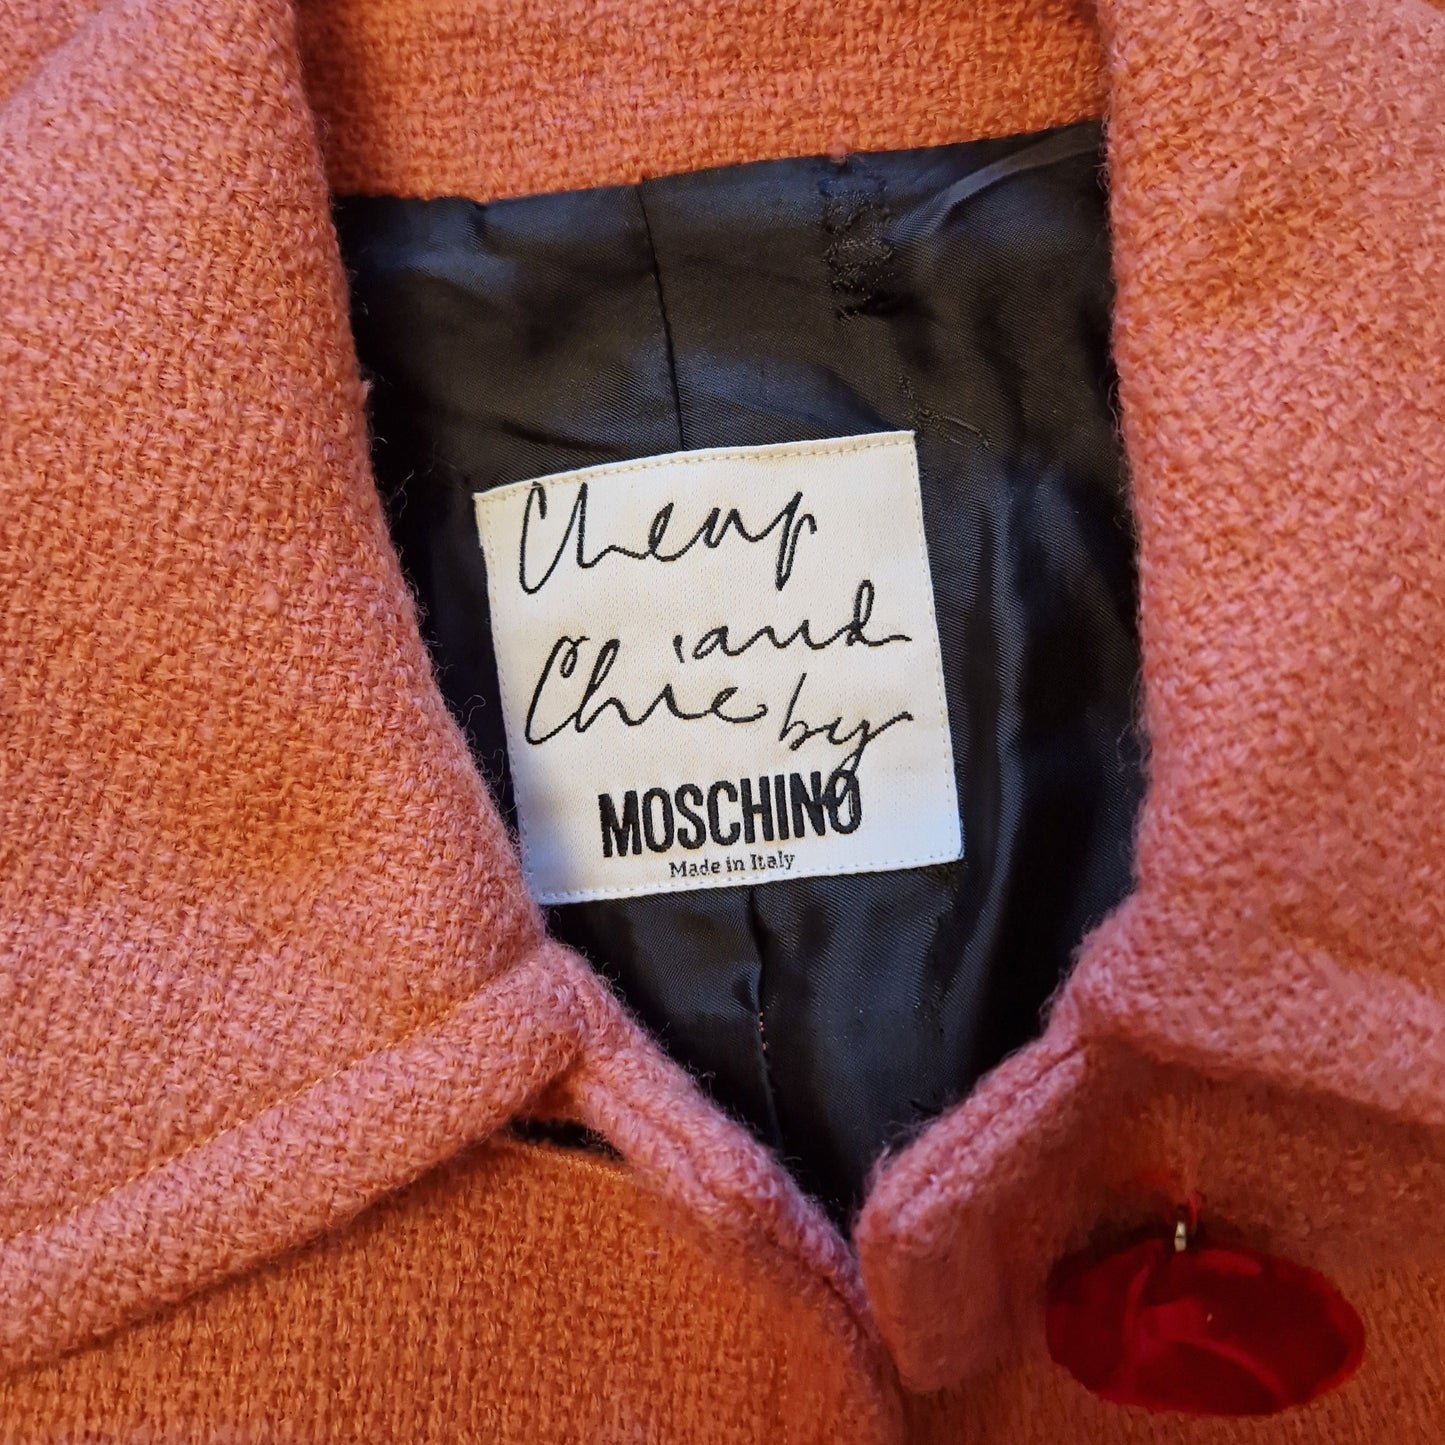 Cheap
and
Chic by
MOSCHINO
Made in Italy